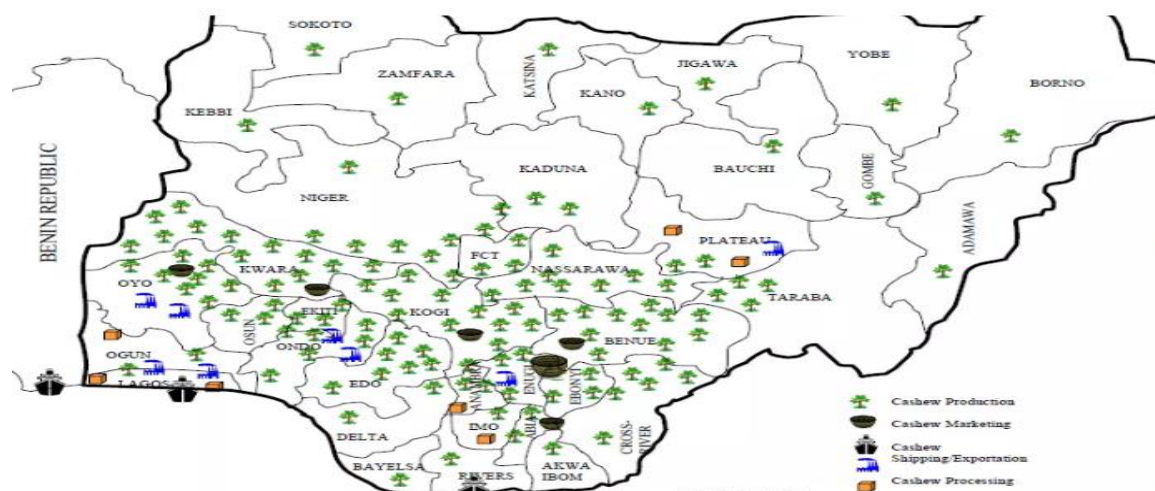 SOKOTO
YOBE
ZAMFARA
KATSINA
JIGAWA
BORNO
KANO
KEBBI
BENIN REPUBLIC
KADUNA
BAUCHI
GOMBE
NIGER
ADAMAWA
PLATEAU
FCT
KWARA
NASSARAWA
OYO
TARABA
EKITI
KOGI
OSUN
ONDO
BENUE
OGUN
LAGOS
EDO
ANAMBRA
ENUGU
EBONYI
IMO
ABIA
DELTA
CROSS-
RIVER
BAYELSA
RIVERS
AKWA
IBOM
Cashew Production
Cashew Marketing
Cashew
Shipping/Exportation
Cashew Processing